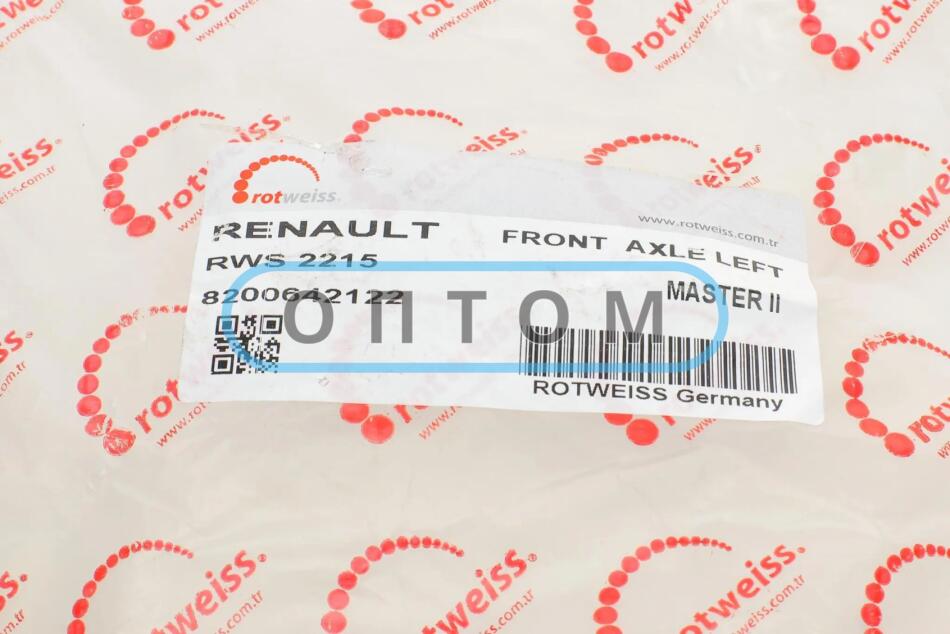 rotweiss
www.rotweiss.com.tr
RENAULT
FRONT AXLE LEFT
RWS 2215
8200642122
MASTER II
ОПТОМ
ROTWEISS Germany
rotweiss.
www.rotweiss.com.tr